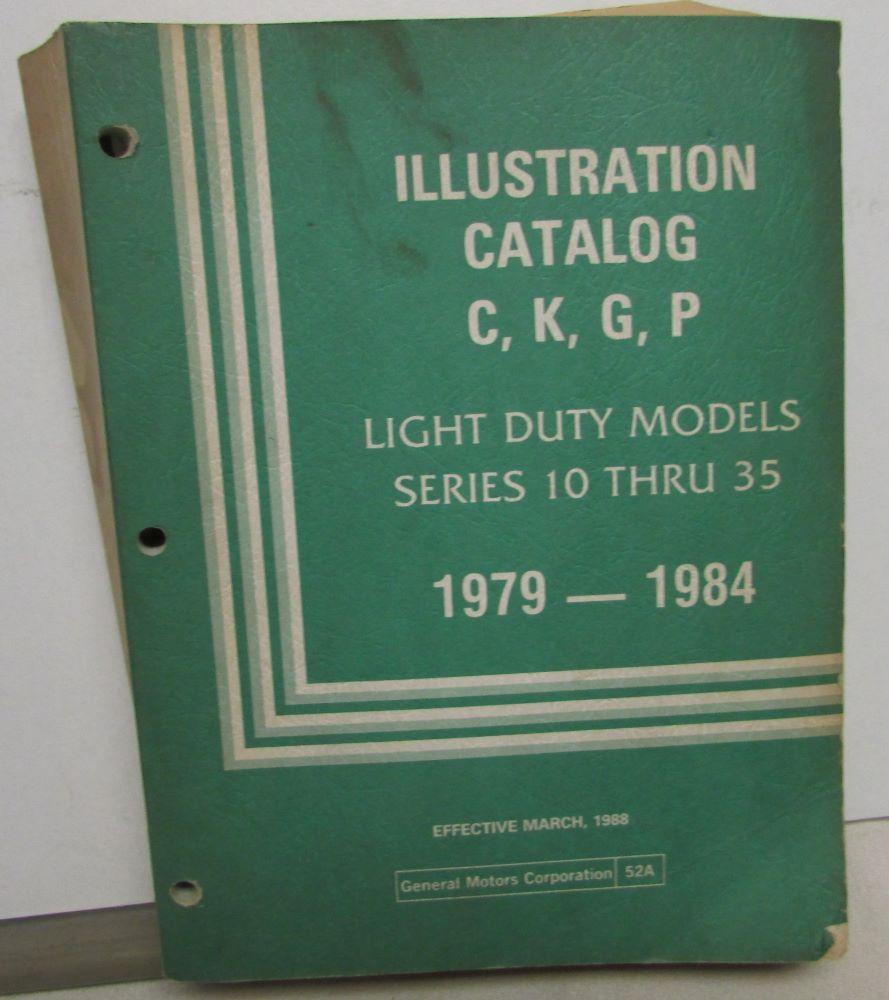 ILLUSTRATION
CATALOG
C, K, G, P
LIGHT DUTY MODELS
SERIES 10 THRU 35
1979 — 1984
EFFECTIVE MARCH, 1988
General Motors Corporation 52A